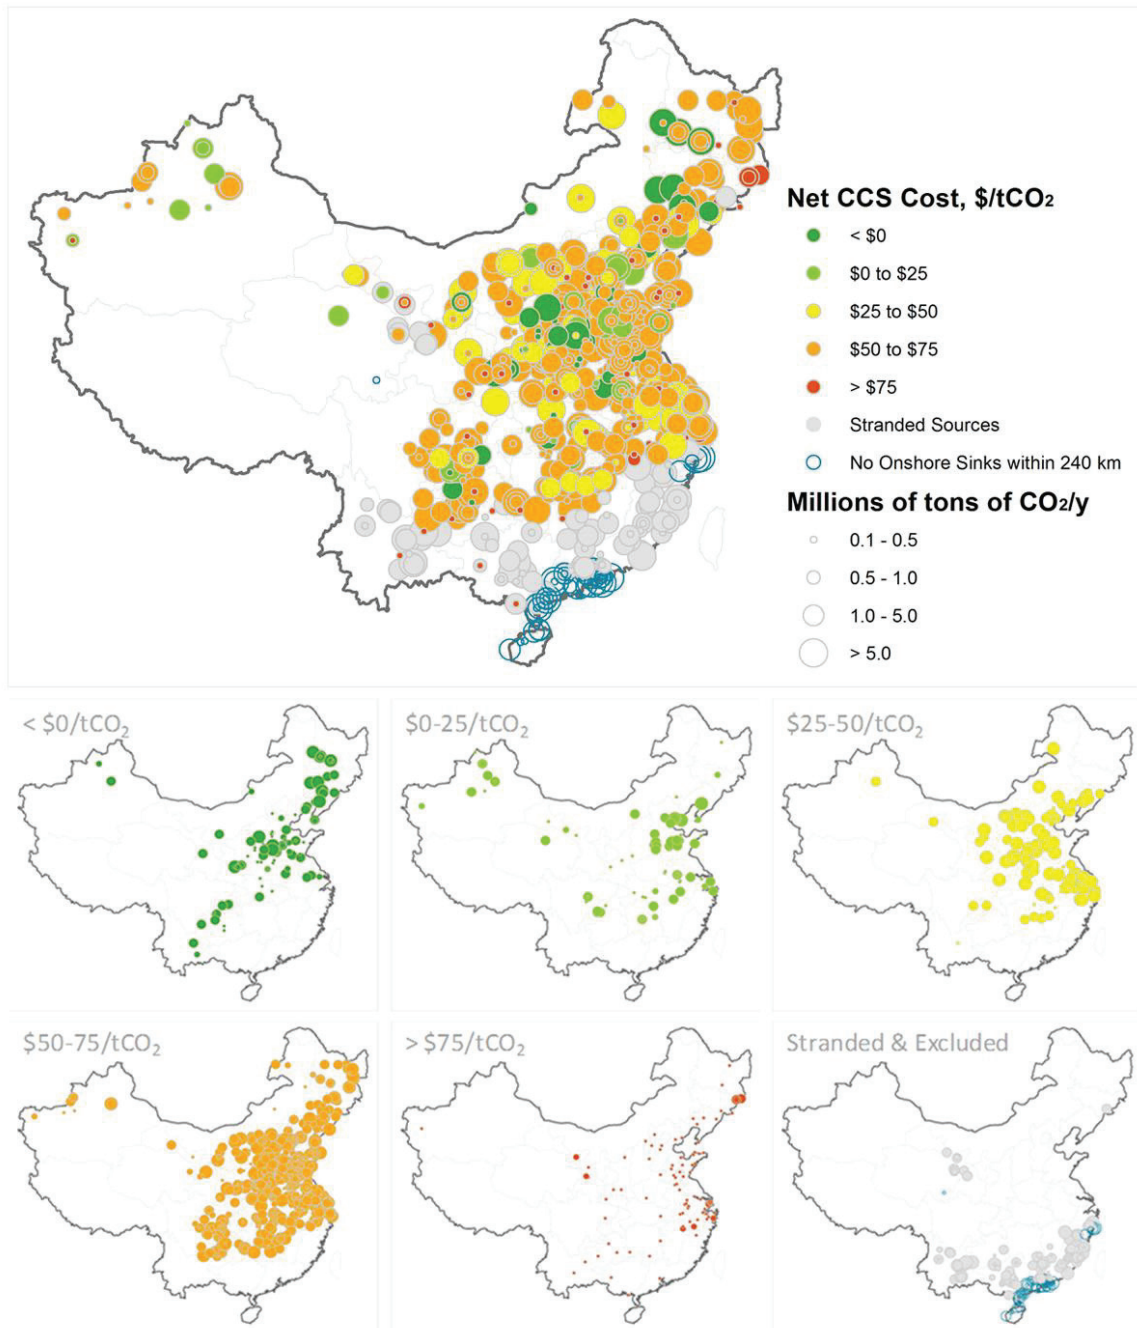 Net CCS Cost, $/tCO2
< $0
$0 to $25
$25 to $50
$50 to $75
> $75
Stranded Sources
No Onshore Sinks within 240 km
Millions of tons of CO2/y
0.1 - 0.5
0.5 - 1.0
1.0 - 5.0
> 5.0
< $0/tCO2
$0-25/tCO2
$25-50/tCO2
$50-75/tCO2
> $75/tCO2
Stranded & Excluded